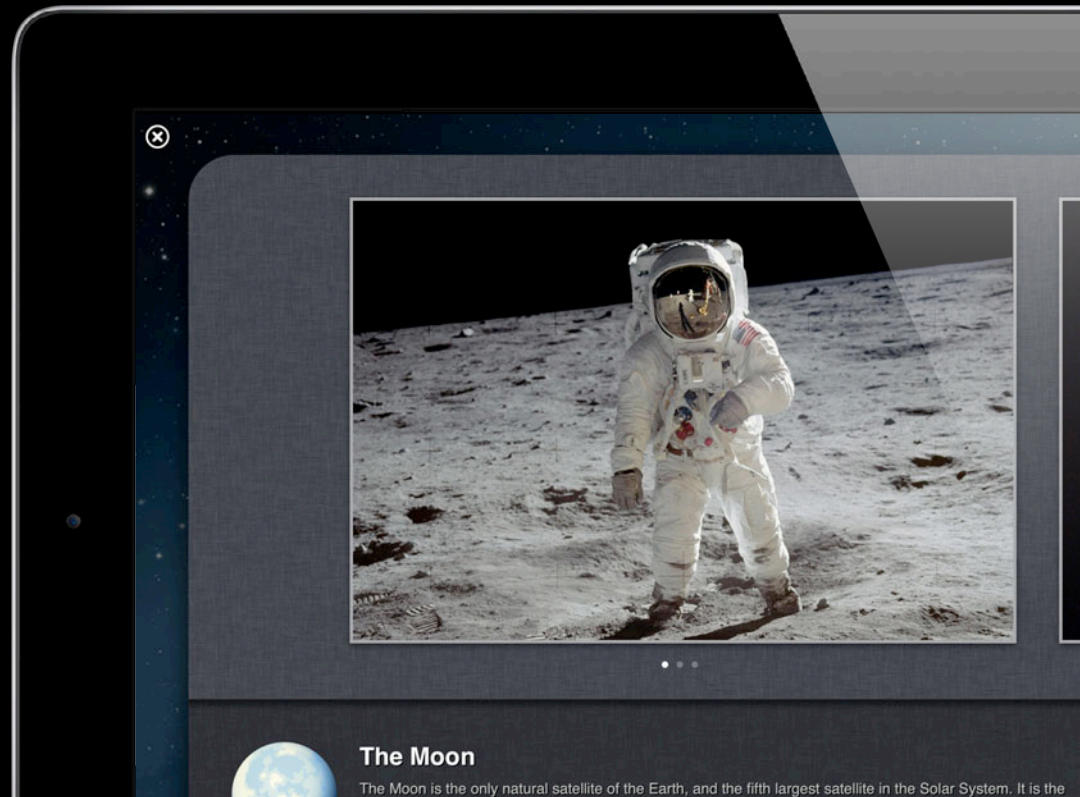 The Moon
The Moon is the only natural satellite of the Earth, and the fifth largest satellite in the Solar System. It is the